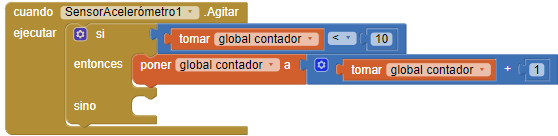 cuando SensorAcelerómetro1 .Agitar
ejecutar si tomar global contador < 10
entonces poner global contador a tomar global contador + 1
sino